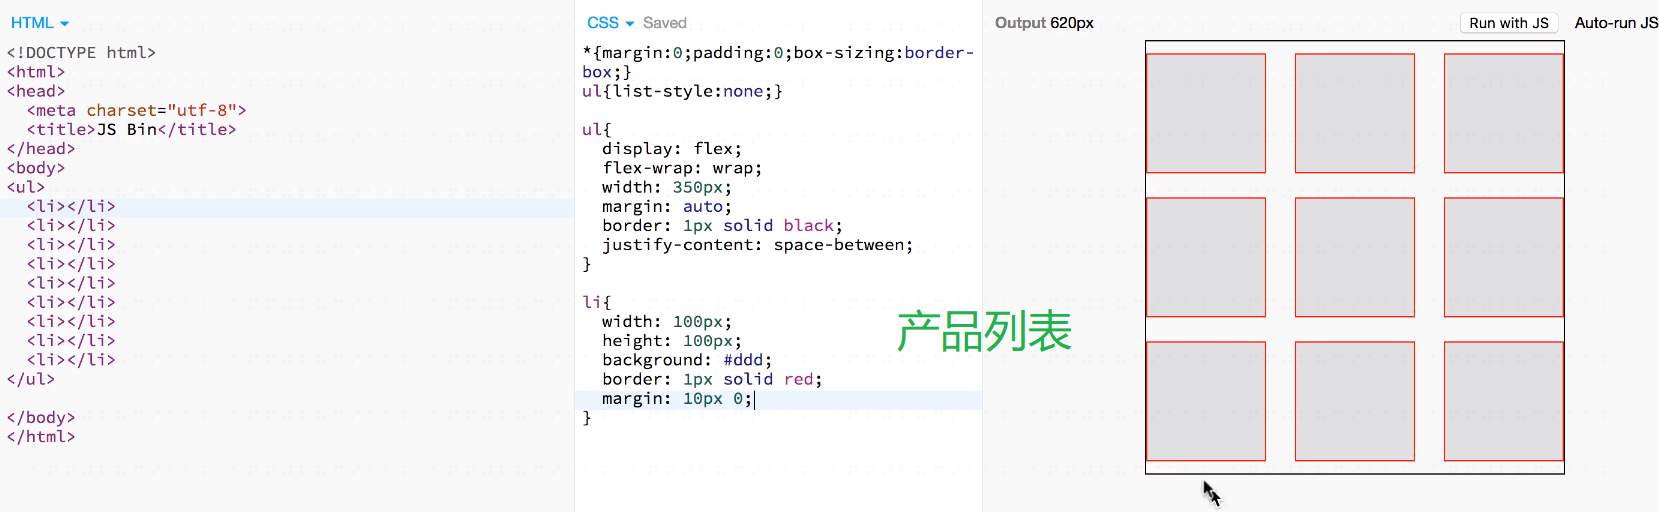 HTML
<!DOCTYPE html>
<html>
<head>
<meta charset="utf-8">
<title>JS Bin</title>
</head>
<body>
<ul>
<li></li>
<li></li>
<li></li>
<li></li>
<li></li>
<li></li>
<li></li>
<li></li>
<li></li>
</ul>
</body>
</html>
CSS Saved
*{margin:0;padding:0;box-sizing:border-
box;}
ul{list-style:none;}
ul{
display: flex;
flex-wrap: wrap;
width: 350px;
margin: auto;
border: 1px solid black;
justify-content: space-between;
}
li{
width: 100px;
height: 100px;
background: #ddd;
border: 1px solid red;
margin: 10px 0;
}
产品列表
Output 620px
Run with JS
Auto-run JS